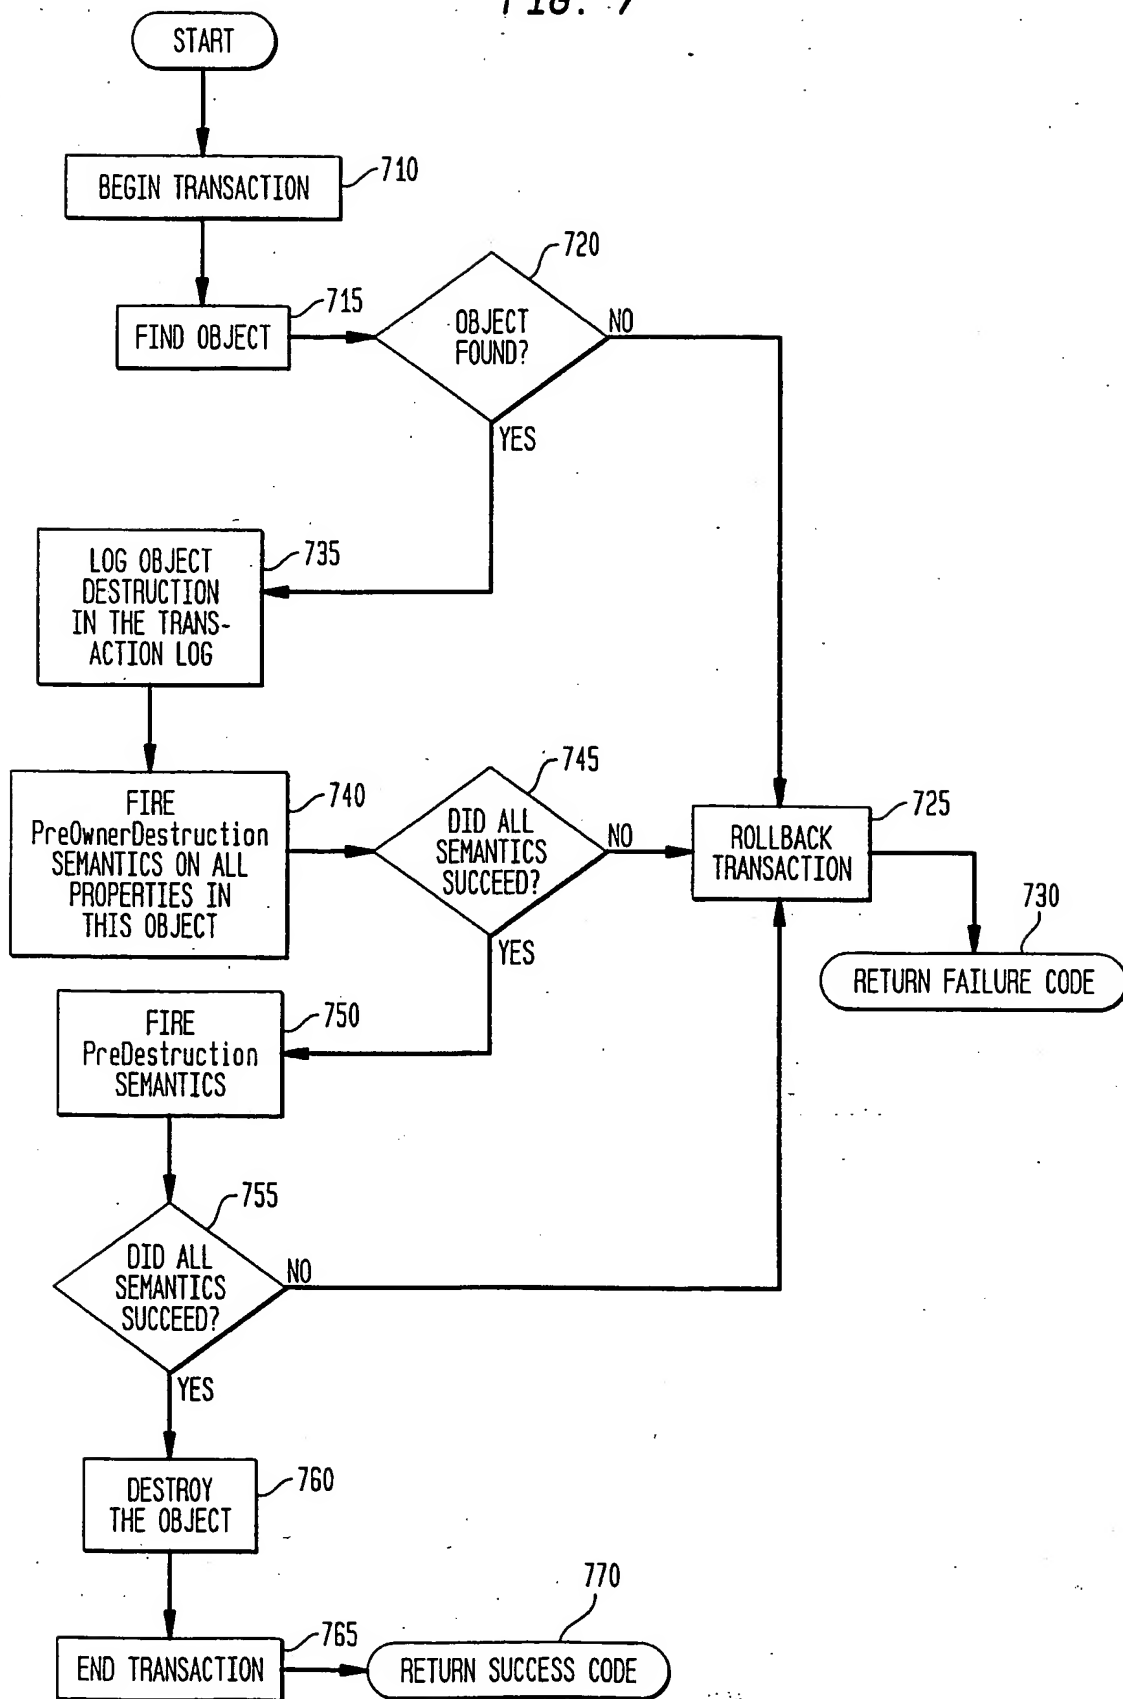 FIG. 7
START
BEGIN TRANSACTION
710
FIND OBJECT
715
OBJECT
FOUND?
720
NO
YES
LOG OBJECT
DESTRUCTION
IN THE TRANS-
ACTION LOG
735
FIRE
PreOwnerDestruction
SEMANTICS ON ALL
PROPERTIES IN
THIS OBJECT
740
DID ALL
SEMANTICS
SUCCEED?
745
NO
YES
ROLLBACK
TRANSACTION
725
730
RETURN FAILURE CODE
FIRE
PreDestruction
SEMANTICS
750
DID ALL
SEMANTICS
SUCCEED?
755
NO
YES
DESTROY
THE OBJECT
760
END TRANSACTION
765
770
RETURN SUCCESS CODE